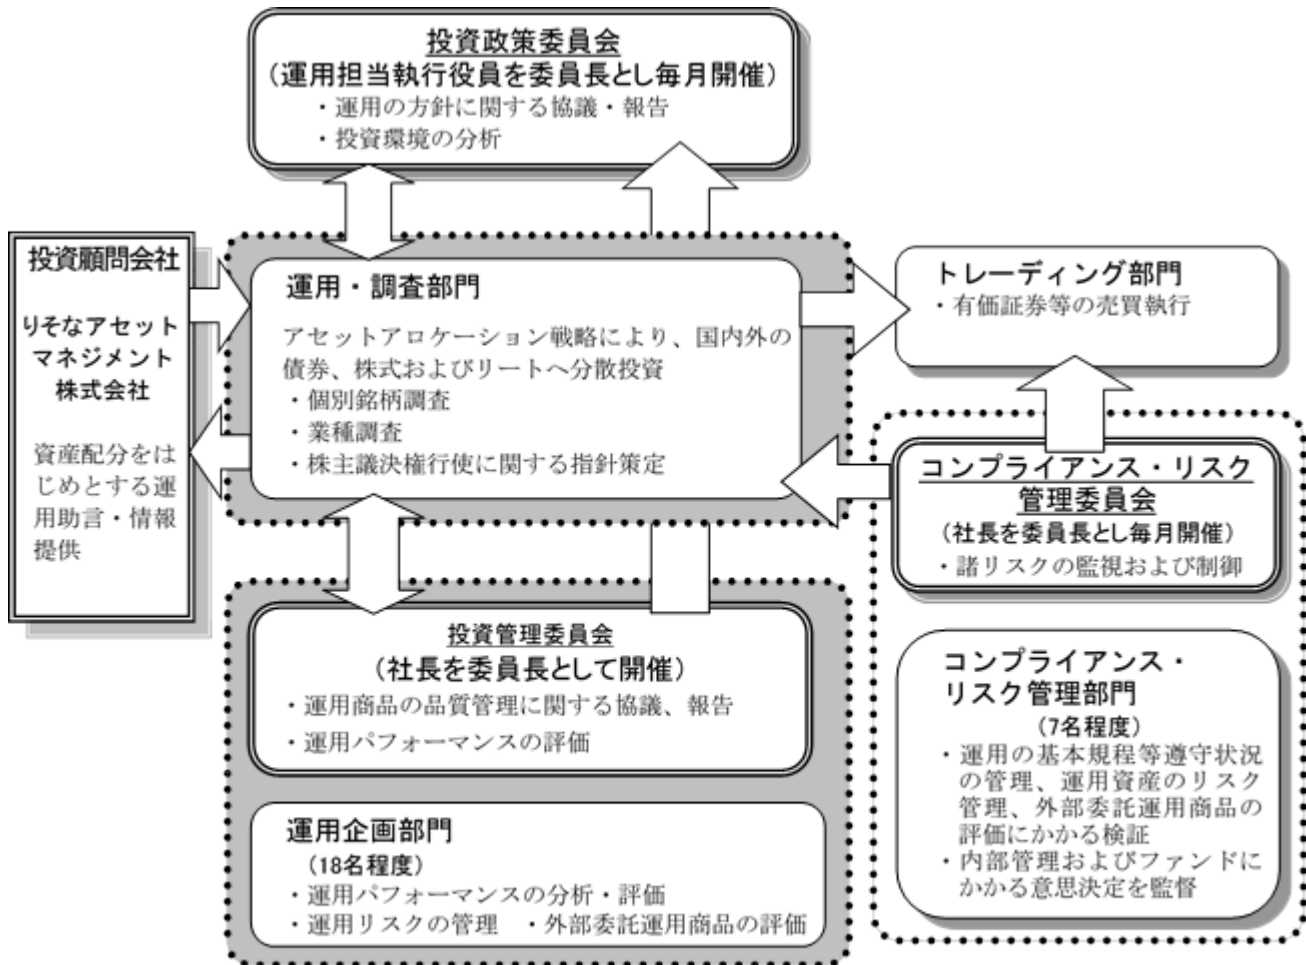 投資政策委員会
（運用担当執行役員を委員長とし毎月開催）
・運用の方針に関する協議・報告
・投資環境の分析
投資顧問会社
りそなアセット
マネジメント
株式会社
資産配分をは
じめとする運
用助言・情報
提供
運用・調査部門
アセットアロケーション戦略により、国内外の
債券、株式およびリートへ分散投資
・個別銘柄調査
・業種調査
・株主議決権行使に関する指針策定
トレーディング部門
・有価証券等の売買執行
コンプライアンス・リスク
管理委員会
（社長を委員長とし毎月開催）
・諸リスクの監視および制御
投資管理委員会
（社長を委員長として開催）
・運用商品の品質管理に関する協議、報告
・運用パフォーマンスの評価
運用企画部門
（18名程度）
・運用パフォーマンスの分析・評価
・運用リスクの管理　・外部委託運用商品の評価
コンプライアンス・
リスク管理部門
（7名程度）
・運用の基本規程等遵守状況
の管理、運用資産のリスク
管理、外部委託運用商品の
評価にかかる検証
・内部管理およびファンドに
かかる意思決定を監督